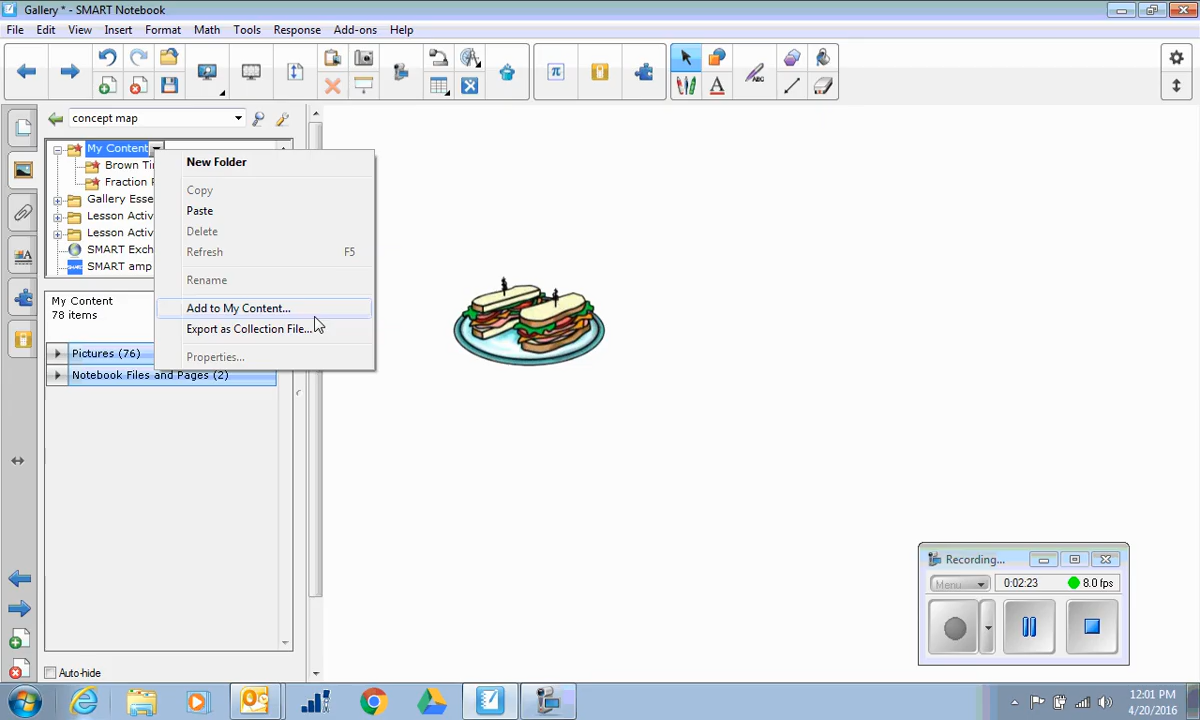 Gallery * - SMART Notebook
File Edit View Insert Format Math Tools Response Add-ons Help
concept map
My Content
Brown Ti
Fraction
Gallery Esse
Lesson Activ
Lesson Activ
SMART Exch
SMART amp
New Folder
Copy
Paste
Delete
Refresh F5
Rename
Add to My Content...
Export as Collection File...
Properties...
My Content
78 items
Pictures (76)
Notebook Files and Pages (2)
Auto-hide
Recording...
Menu 0:02:23 8.0 fps
12:01 PM
4/20/2016